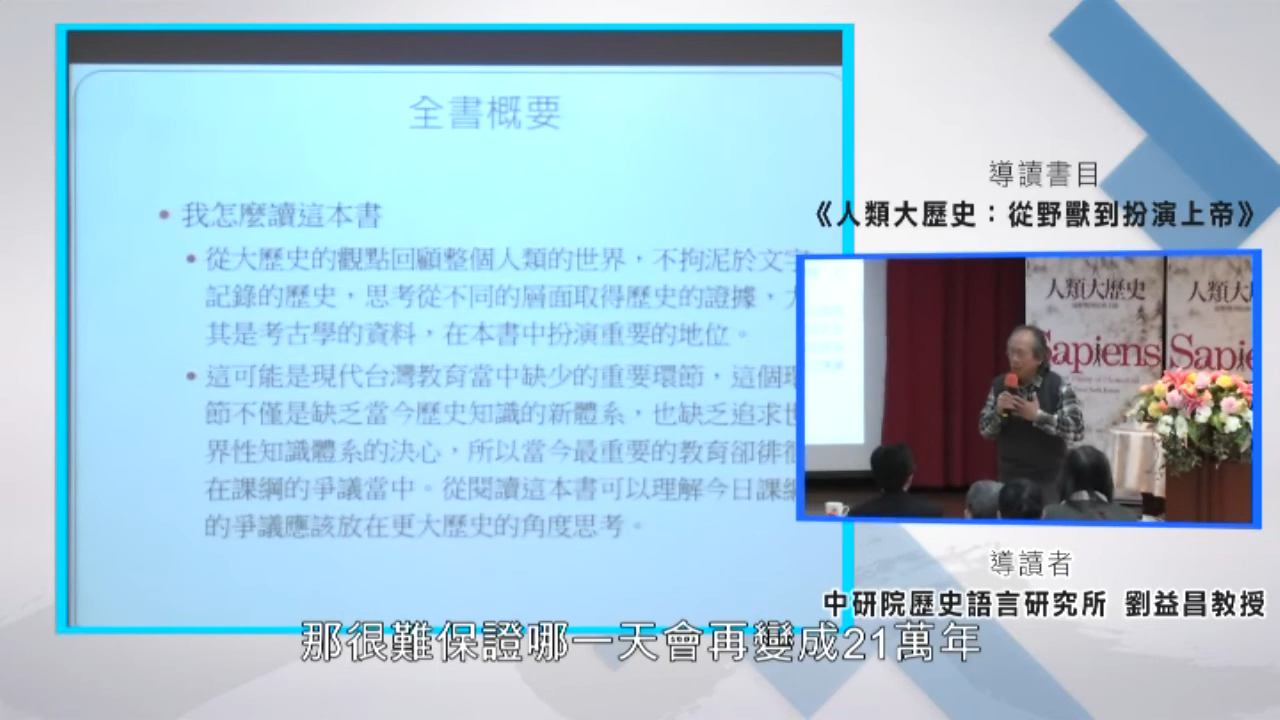 全書概要
• 我怎麼讀這本書
• 從大歷史的觀點回顧整個人類的世界，不拘泥於文字
記錄的歷史，思考從不同的層面取得歷史的證據，尤
其是考古學的資料，在本書中扮演重要的地位。
• 這可能是現代台灣教育當中缺少的重要環節，這個環
節不僅是缺乏當今歷史知識的新體系，也缺乏追求世
界性知識體系的決心，所以當今最重要的教育卻徘徊
在課綱的爭議當中。從閱讀這本書可以理解今日課綱
的爭議應該放在更大歷史的角度思考。
導讀書目
《人類大歷史：從野獸到扮演上帝》
人類大歷史
Sapiens
人類大
Sapie
導讀者
中研院歷史語言研究所 劉益昌教授
那很難保證哪一天會再變成21萬年